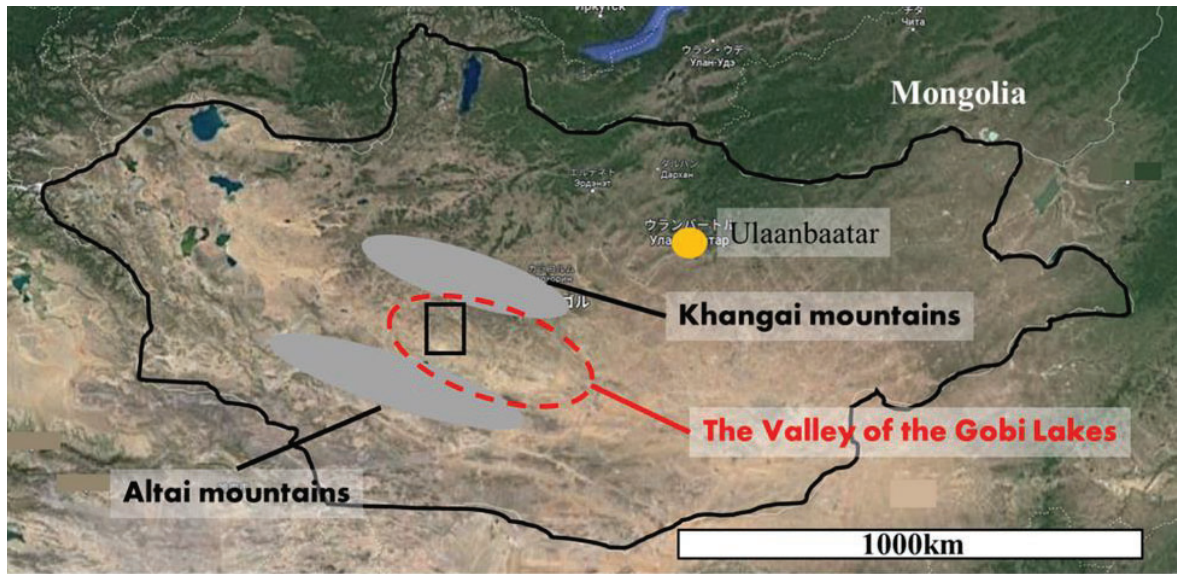 Иркутск
チタ
Чита
ウラン・ウデ
Улан-Удэ
Mongolia
ダルハン
Дархан
エルデネト
Эрдэнэт
ウランバートル
Ulaanbaatar
Khangai mountains
The Valley of the Gobi Lakes
Altai mountains
1000km